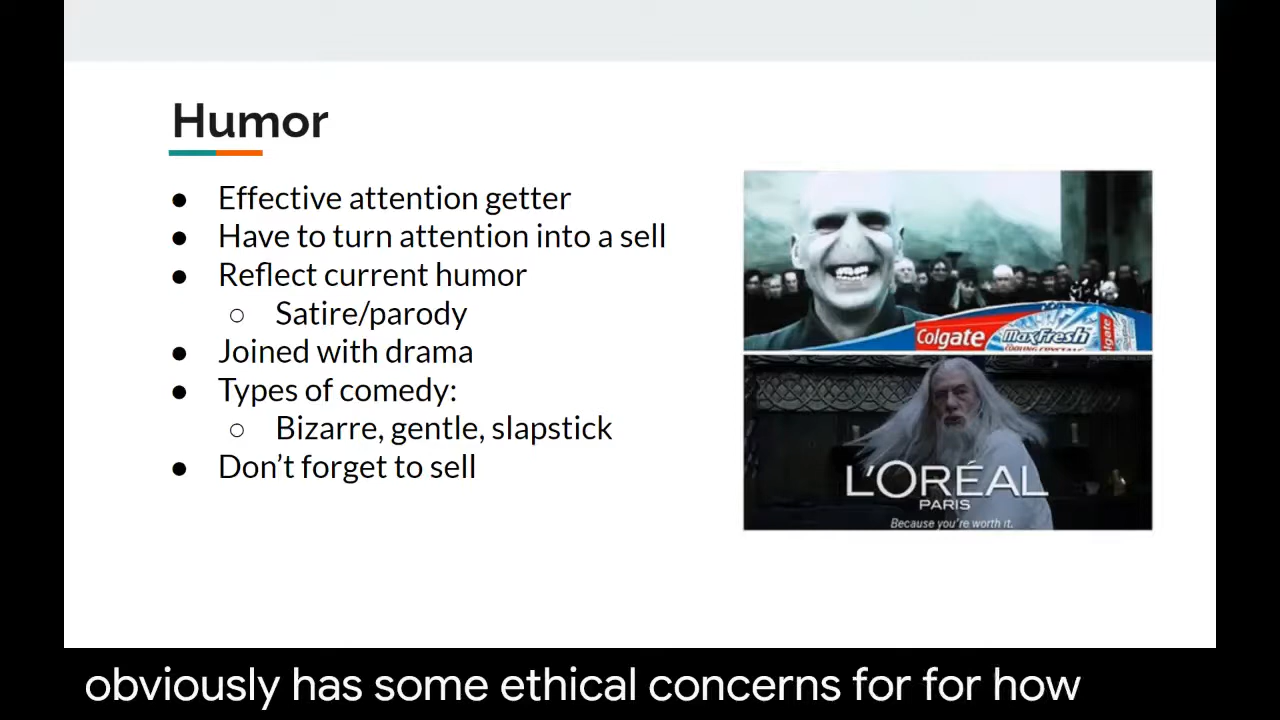 Humor
● Effective attention getter
● Have to turn attention into a sell
● Reflect current humor
○ Satire/parody
● Joined with drama
● Types of comedy:
○ Bizarre, gentle, slapstick
● Don't forget to sell
Colgate MaxFresh
L'ORÉAL
PARIS
Because you're worth it.
obviously has some ethical concerns for for how